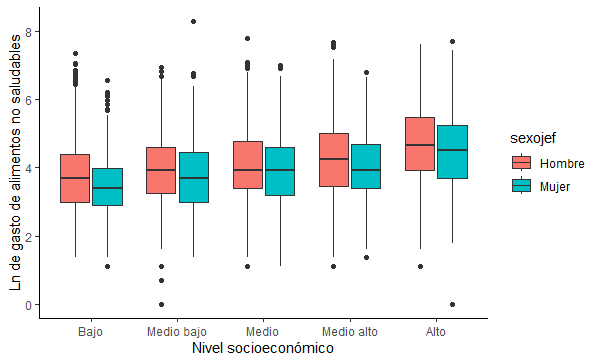 Ln de gasto de alimentos no saludables
8
6
4
2
0
Bajo
Medio bajo
Medio
Medio alto
Alto
Nivel socioeconómico
sexojef
Hombre
Mujer